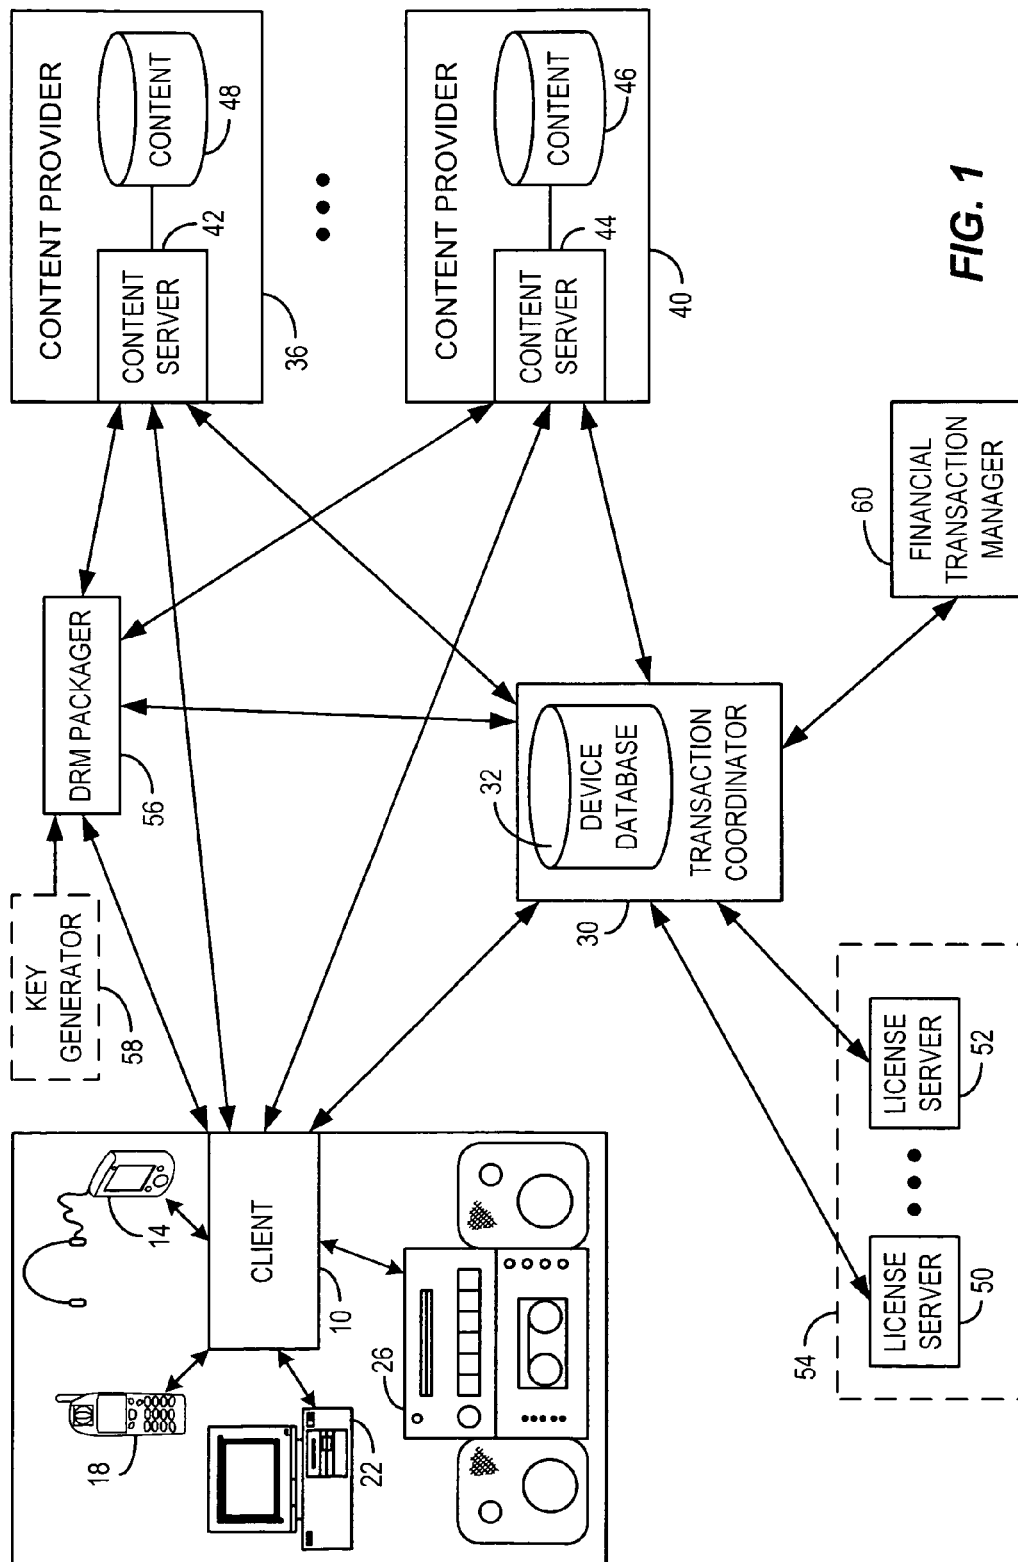 CONTENT PROVIDER
CONTENT
SERVER
42
CONTENT
48
36
CONTENT PROVIDER
CONTENT
SERVER
44
CONTENT
46
40
KEY
GENERATOR
58
DRM PACKAGER
56
14
18
CLIENT
10
22
26
32
DEVICE
DATABASE
TRANSACTION
COORDINATOR
30
60
FINANCIAL
TRANSACTION
MANAGER
54
LICENSE
SERVER
50
LICENSE
SERVER
52
FIG. 1